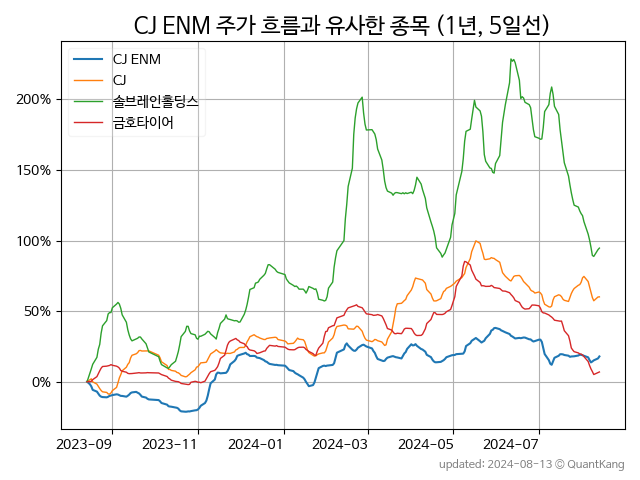 CJ ENM 주가 흐름과 유사한 종목 (1년, 5일선)
CJ ENM
CJ
솔브레인홀딩스
금호타이어
200%
150%
100%
50%
0%
2023-09 2023-11 2024-01 2024-03 2024-05 2024-07
updated: 2024-08-13 © QuantKang